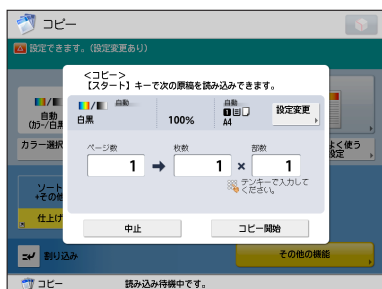 コピー
設定できます。(設定変更あり)
<コピー>
【スタート】キーで次の原稿を読み込みできます。
自動
白黒
100%
自動
A4
設定変更
自動
(カラー/白黒
カラー選択
よく使う
設定
ページ数
枚数
部数
1
1
×
1
テンキーで入力して
ください。
ソート
+その他
仕上げ
中止
コピー開始
割り込み
その他の機能
コピー
読み込み待機中です。